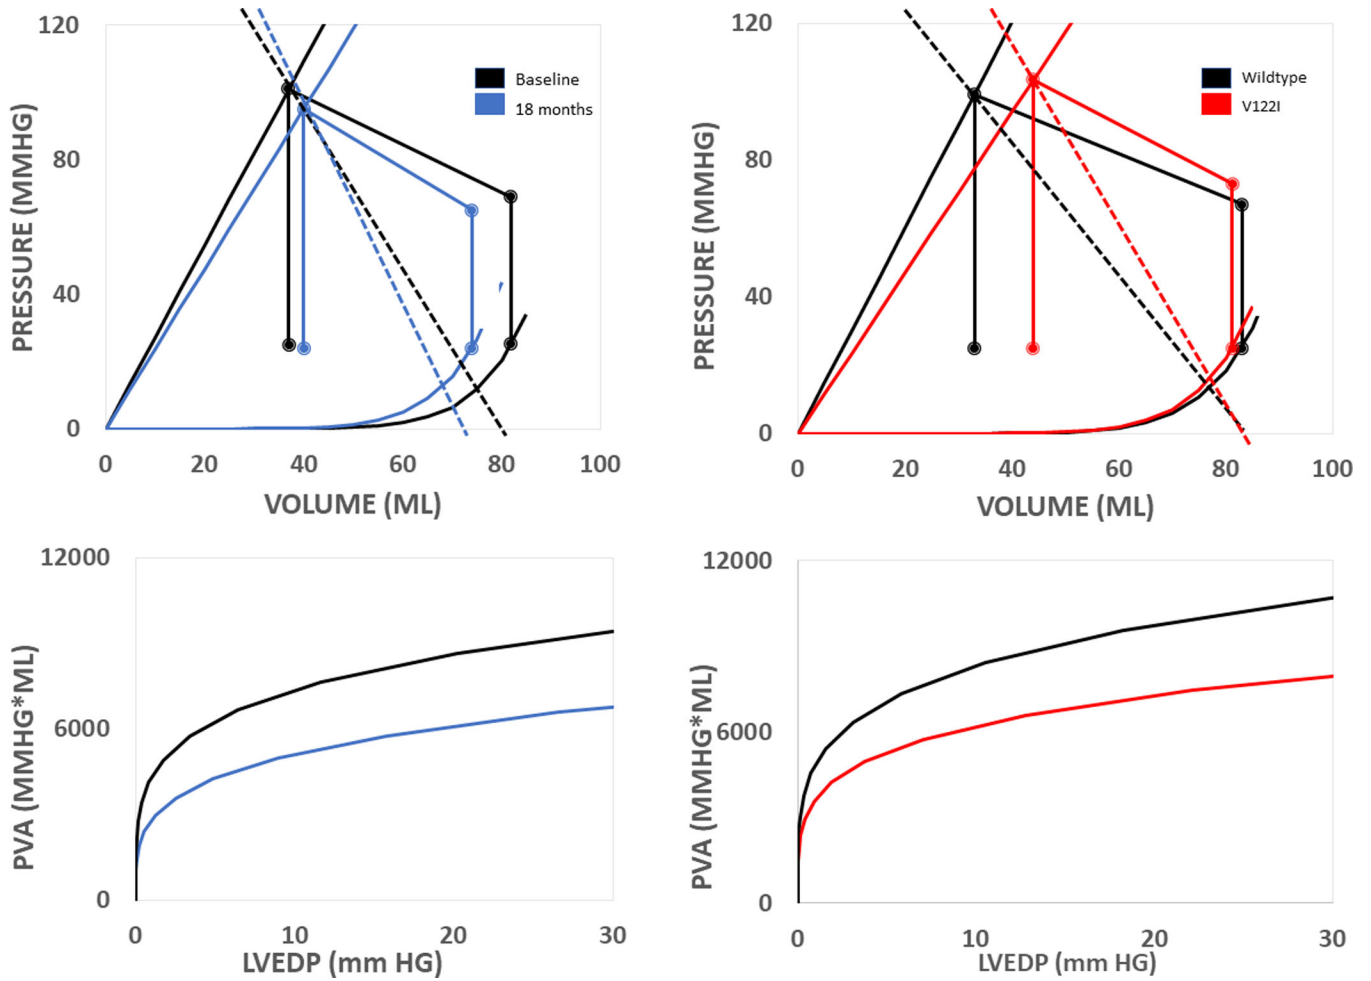 120
80
40
0
PRESSURE (MMHG)
0 20 40 60 80 100
VOLUME (ML)
Baseline
18 months
120
80
40
0
PRESSURE (MMHG)
0 20 40 60 80 100
VOLUME (ML)
Wildtype
V122I
12000
6000
0
PVA (MMHG*ML)
0 10 20 30
LVEDP (mm HG)
12000
6000
0
PVA (MMHG*ML)
0 10 20 30
LVEDP (mm HG)